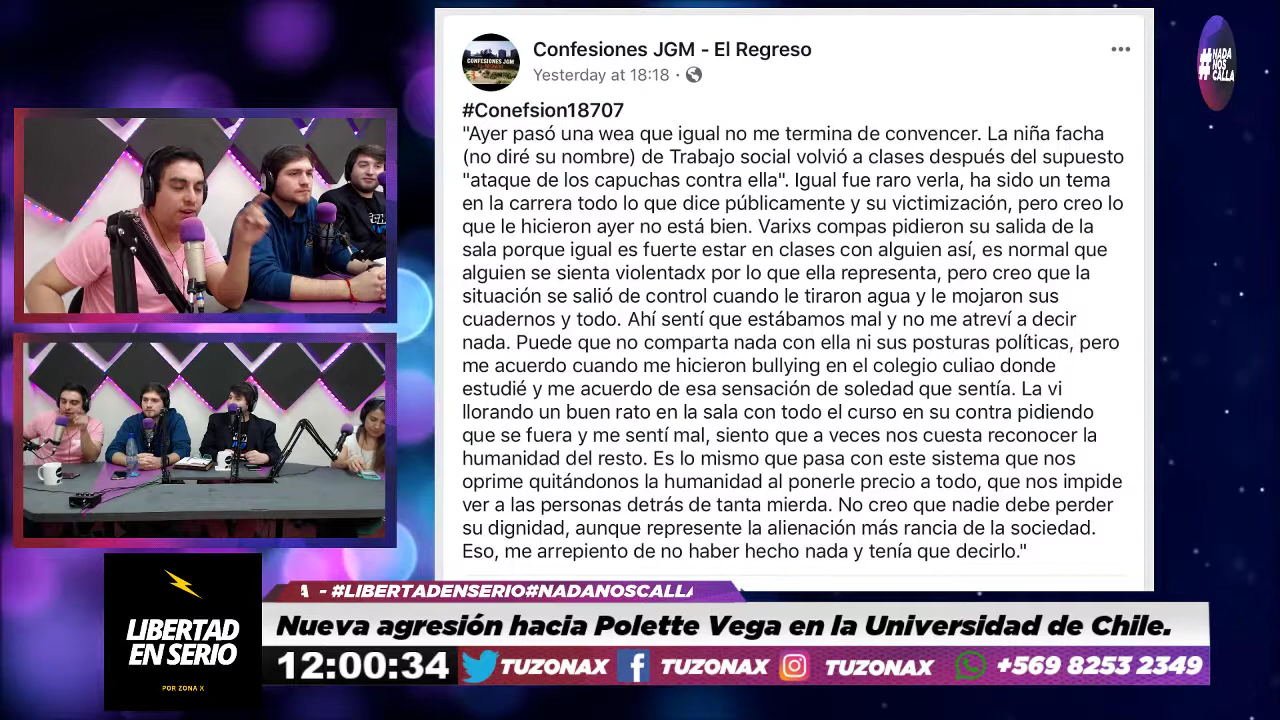 Confesiones JGM - El Regreso
Yesterday at 18:18 ·
CONFESIONES JGM
#Conefsion18707
"Ayer pasó una wea que igual no me termina de convencer. La niña facha
(no diré su nombre) de Trabajo social volvió a clases después del supuesto
"ataque de los capuchas contra ella". Igual fue raro verla, ha sido un tema
en la carrera todo lo que dice públicamente y su victimización, pero creo lo
que le hicieron ayer no está bien. Varixs compas pidieron su salida de la
sala porque igual es fuerte estar en clases con alguien así, es normal que
alguien se sienta violentadx por lo que ella representa, pero creo que la
situación se salió de control cuando le tiraron agua y le mojaron sus
cuadernos y todo. Ahí sentí que estábamos mal y no me atreví a decir
nada. Puede que no comparta nada con ella ni sus posturas políticas, pero
me acuerdo cuando me hicieron bullying en el colegio culiao donde
estudié y me acuerdo de esa sensación de soledad que sentía. La vi
llorando un buen rato en la sala con todo el curso en su contra pidiendo
que se fuera y me sentí mal, siento que a veces nos cuesta reconocer la
humanidad del resto. Es lo mismo que pasa con este sistema que nos
oprime quitándonos la humanidad al ponerle precio a todo, que nos impide
ver a las personas detrás de tanta mierda. No creo que nadie debe perder
su dignidad, aunque represente la alienación más rancia de la sociedad.
Eso, me arrepiento de no haber hecho nada y tenía que decirlo."
#NADA
NOS
CALLA
A - #LIBERTADENSERIO#NADANOSCALLA
Nueva agresión hacia Polette Vega en la Universidad de Chile.
LIBERTAD
EN SERIO
POR ZONA X
12:00:34 TUZONAX TUZONAX TUZONAX +569 8253 2349